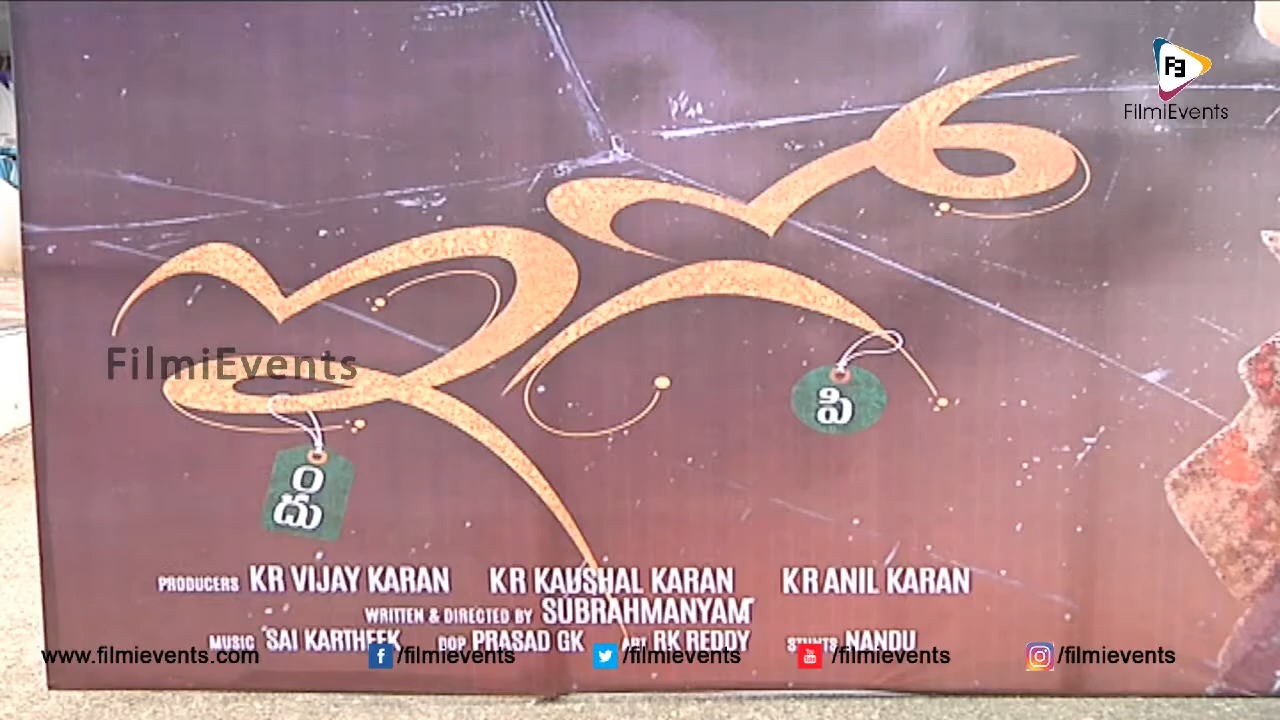 FilmiEvents
ఇగో
FilmiEvents
పి
ం
దు
PRODUCERS KR VIJAY KARAN KR KAUSHAL KARAN KR ANIL KARAN
WRITTEN & DIRECTED BY SUBRAHMANYAM
MUSIC SAI KARTHEEK DOP PRASAD GK ART RK REDDY STUNTS NANDU
www.filmievents.com /filmievents /filmievents /filmievents /filmievents